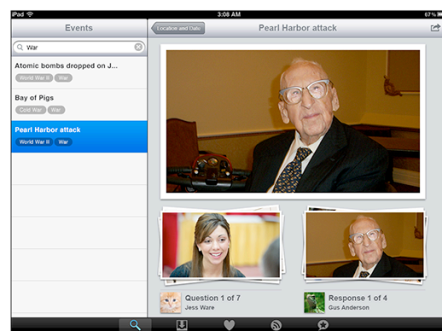 iPad
3:08 AM
67%
Events
Location and Date
Pearl Harbor attack
War
Atomic bombs dropped on J...
World War II War
Bay of Pigs
Cold War War
Pearl Harbor attack
World War II War
Question 1 of 7
Jess Ware
Response 1 of 4
Gus Anderson